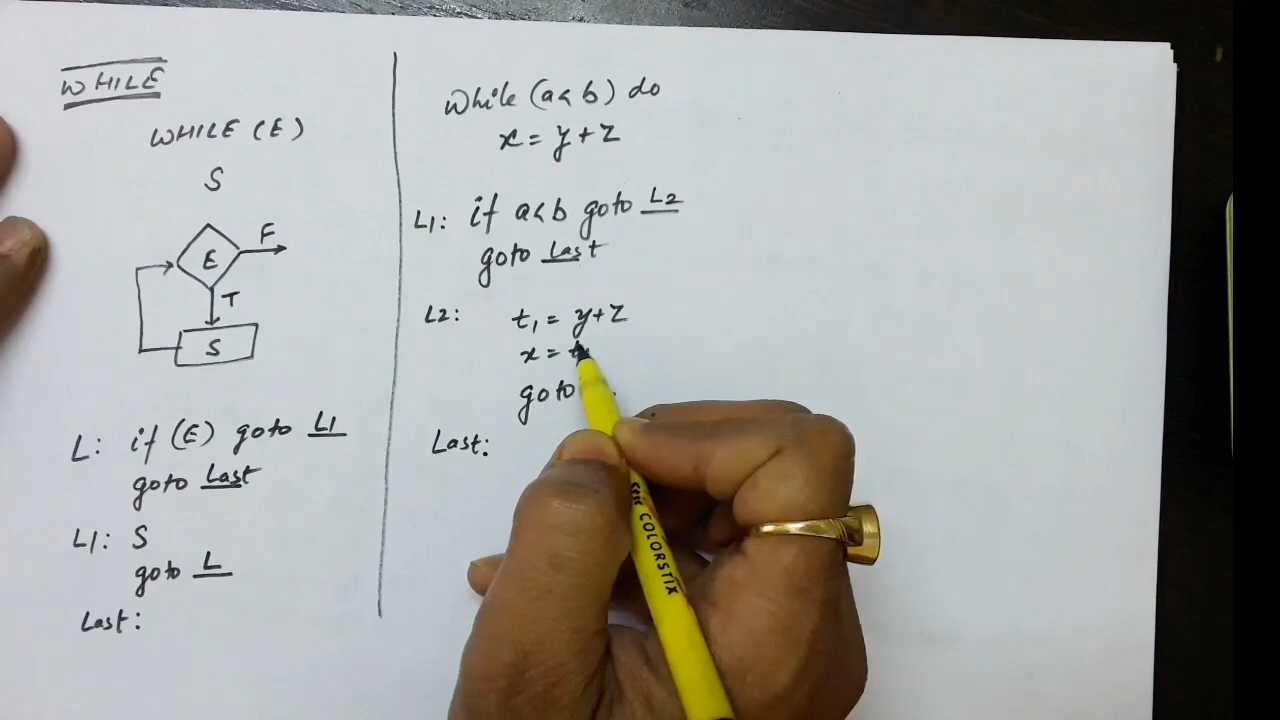 WHILE
WHILE (E)
S
E
F
T
S
L: if (E) goto L1
goto Last
L1: S
goto L
Last:
While (a< b) do
x = y + z
L1: if a< b goto L2
goto Last
L2: t1 = y+z
x =
goto
Last:
STIC COLORSTIX